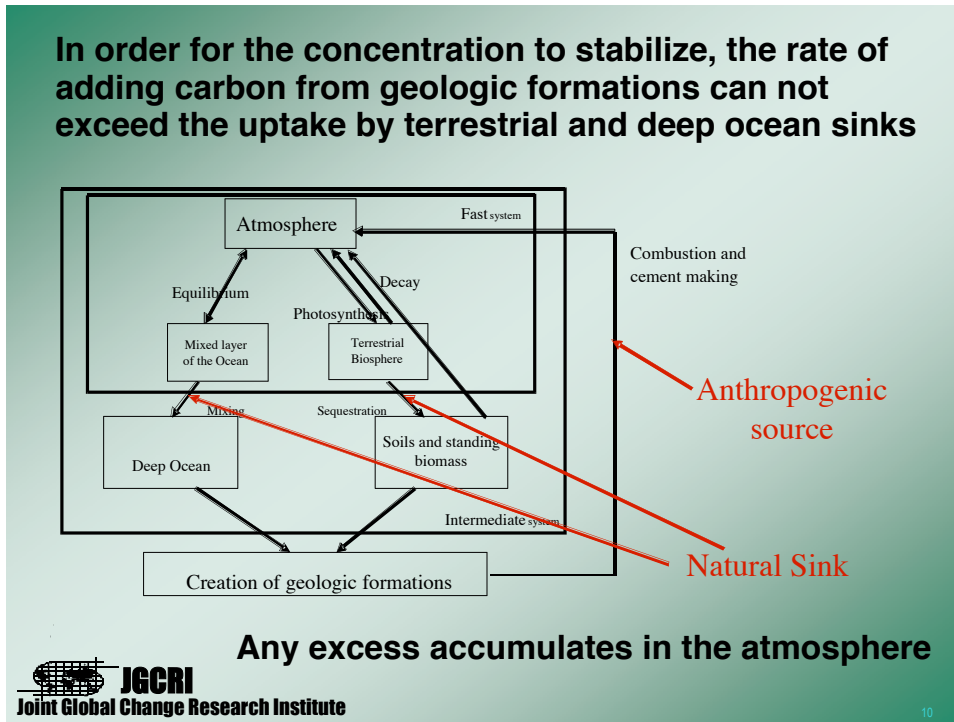 In order for the concentration to stabilize, the rate of
adding carbon from geologic formations can not
exceed the uptake by terrestrial and deep ocean sinks
Fast system
Atmosphere
Combustion and
cement making
Decay
Equilibrium
Photosynthesis
Mixed layer
of the Ocean
Terrestrial
Biosphere
Anthropogenic
source
Mixing
Sequestration
Soils and standing
biomass
Deep Ocean
Intermediate system
Natural Sink
Creation of geologic formations
Any excess accumulates in the atmosphere
JGCRI
Joint Global Change Research Institute
10